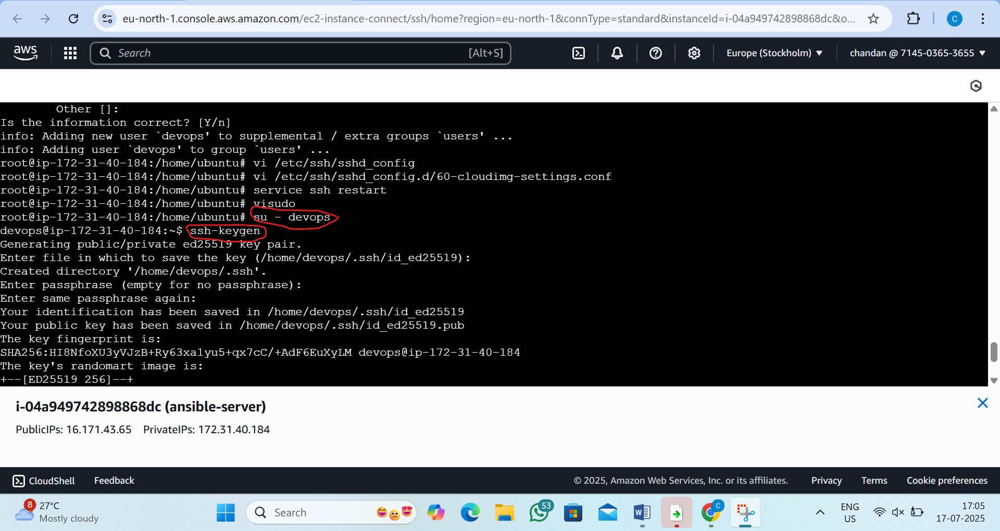 eu-north-1.console.aws.amazon.com/ec2-instance-connect/ssh/home?region=eu-north-1&connType=standard&instanceId=i-04a949742898868dc&o...
C
aws
Search
[Alt+S]
Europe (Stockholm)
chandan @ 7145-0365-3655
Other []:
Is the information correct? [Y/n]
info: Adding new user `devops' to supplemental / extra groups `users' ...
info: Adding user `devops' to group `users' ...
root@ip-172-31-40-184:/home/ubuntu# vi /etc/ssh/sshd_config
root@ip-172-31-40-184:/home/ubuntu# vi /etc/ssh/sshd_config.d/60-cloudimg-settings.conf
root@ip-172-31-40-184:/home/ubuntu# service ssh restart
root@ip-172-31-40-184:/home/ubuntu# visudo
root@ip-172-31-40-184:/home/ubuntu# su - devops
devops@ip-172-31-40-184:~$ ssh-keygen
Generating public/private ed25519 key pair.
Enter file in which to save the key (/home/devops/.ssh/id_ed25519):
Created directory '/home/devops/.ssh'.
Enter passphrase (empty for no passphrase):
Enter same passphrase again:
Your identification has been saved in /home/devops/.ssh/id_ed25519
Your public key has been saved in /home/devops/.ssh/id_ed25519.pub
The key fingerprint is:
SHA256:HI8NfoXU3yVJzB+Ry63xa1yu5+qx7cC/+AdF6EuXyLM devops@ip-172-31-40-184
The key's randomart image is:
+--[ED25519 256]--+
i-04a949742898868dc (ansible-server)
PublicIPs: 16.171.43.65 PrivateIPs: 172.31.40.184
CloudShell
Feedback
© 2025, Amazon Web Services, Inc. or its affiliates.
Privacy
Terms
Cookie preferences
8
27°C
Mostly cloudy
Search
53
W
C
ENG
US
17:05
17-07-2025